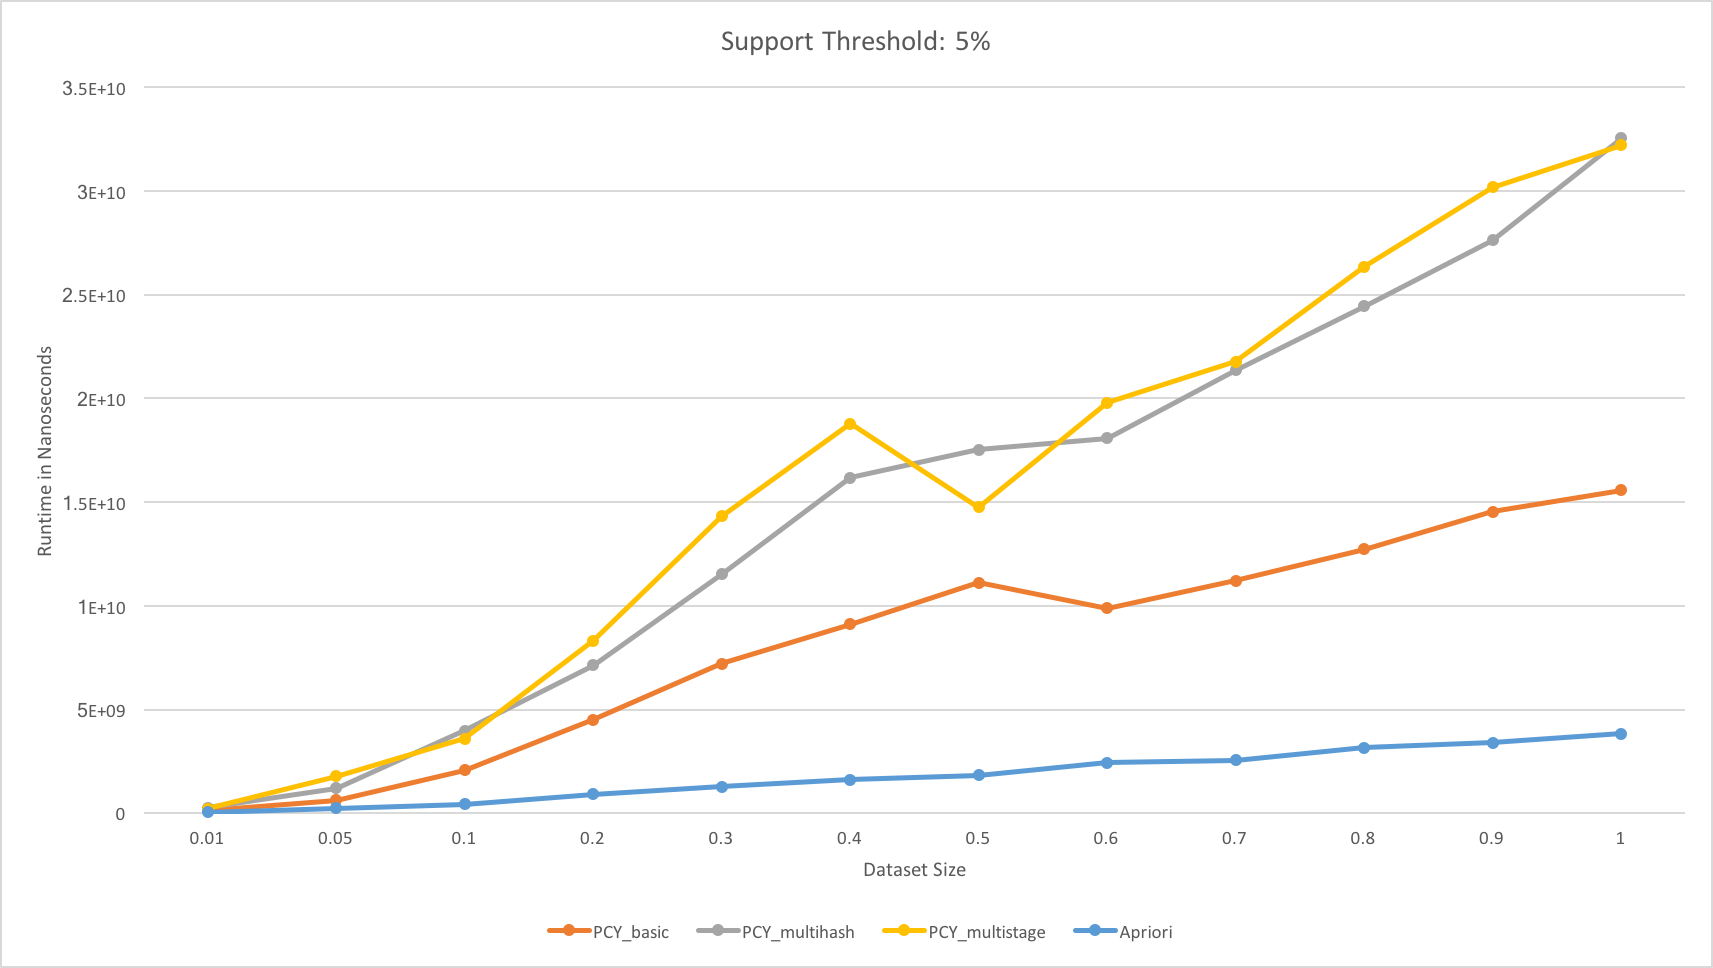 Support Threshold: 5%
3.5E+10
3E+10
2.5E+10
2E+10
1.5E+10
1E+10
5E+09
0
Runtime in Nanoseconds
0.01 0.05 0.1 0.2 0.3 0.4 0.5 0.6 0.7 0.8 0.9 1
Dataset Size
PCY_basic PCY_multihash PCY_multistage Apriori